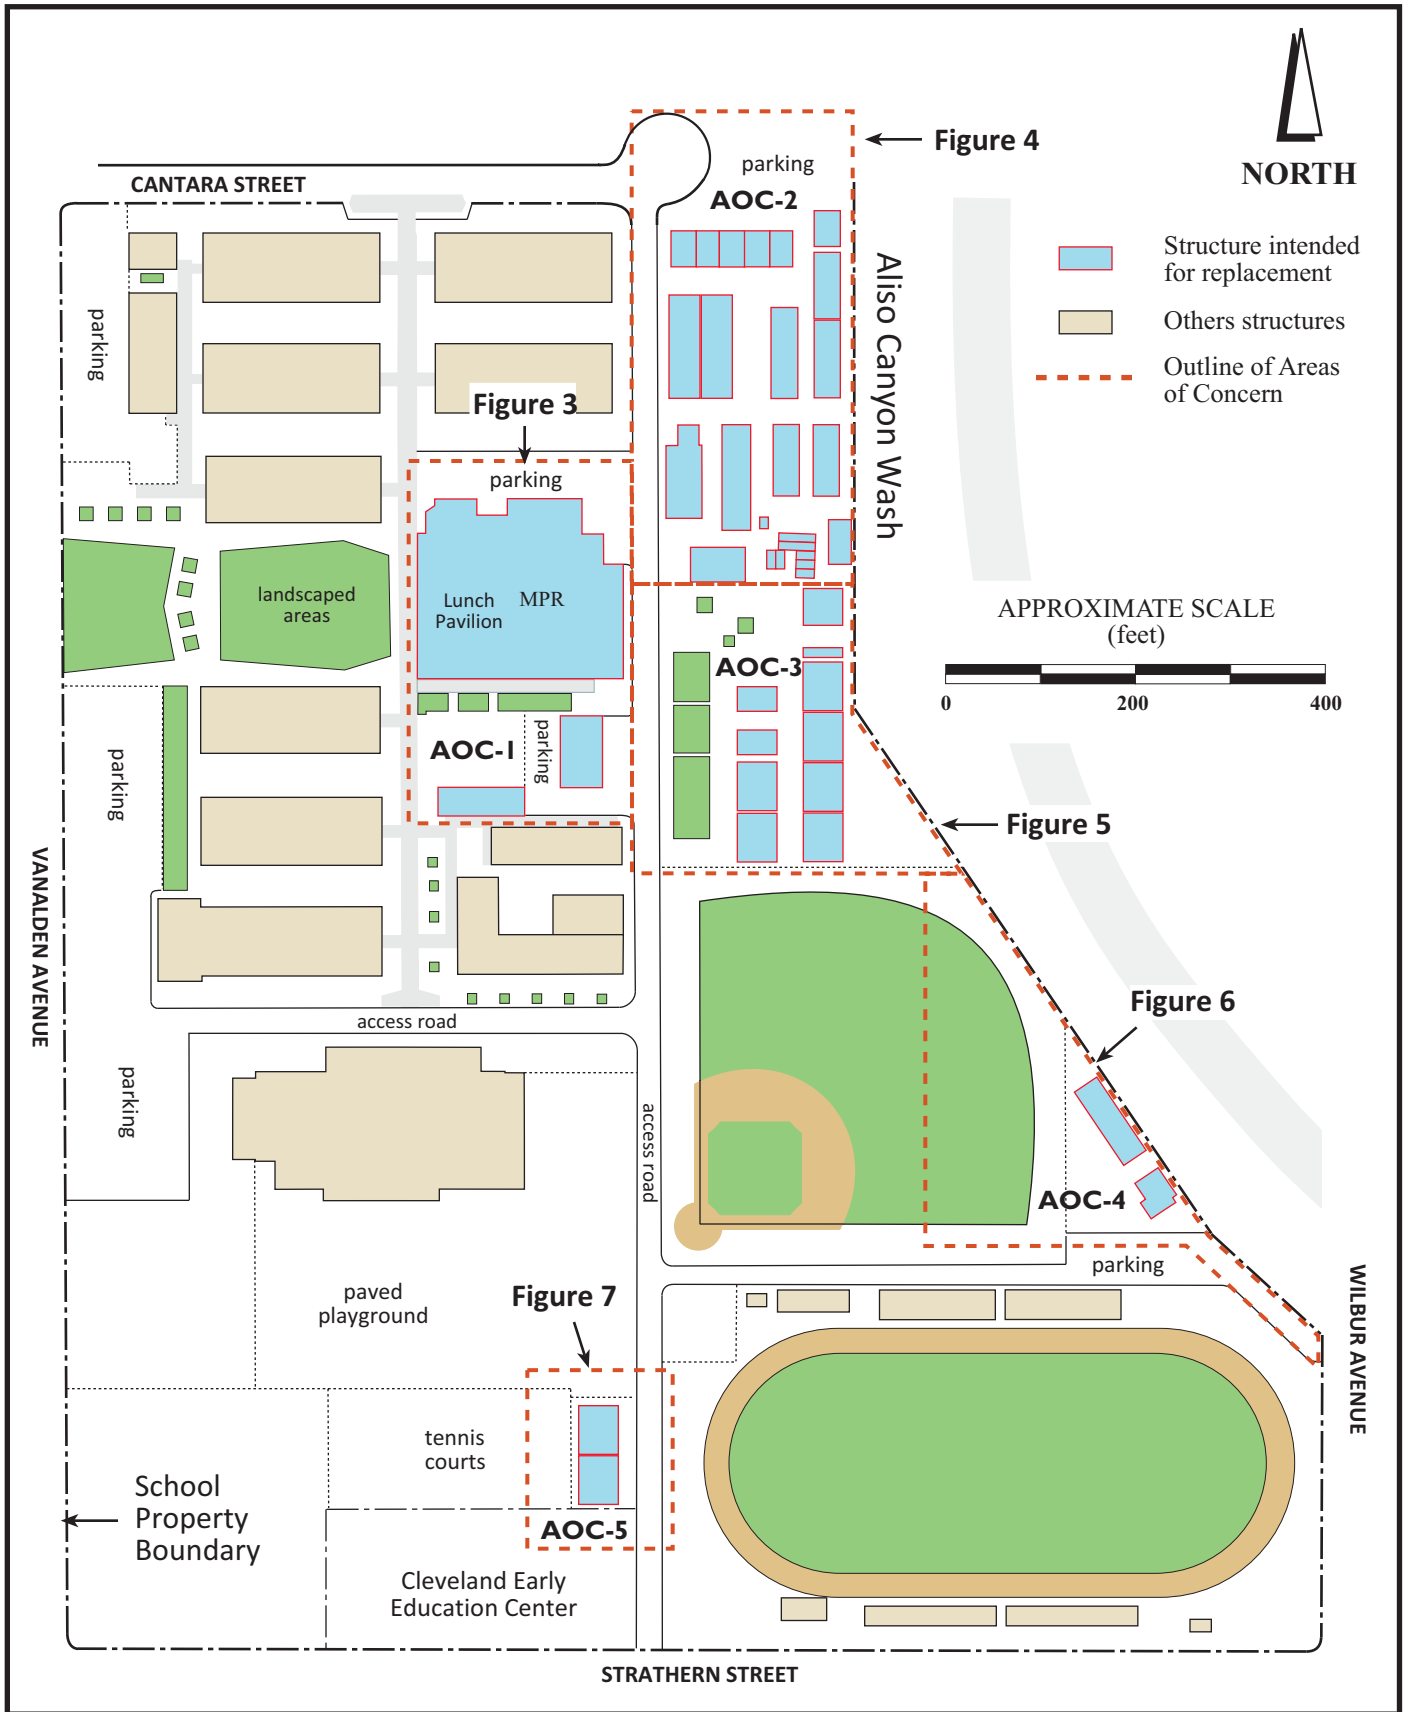 Figure 4
NORTH
parking
CANTARA STREET
AOC-2
Structure intended
for replacement
Aliso Canyon Wash
Others structures
parking
Outline of Areas
of Concern
Figure 3
parking
landscaped
areas
Lunch
Pavilion
MPR
APPROXIMATE SCALE
(feet)
0
200
400
AOC-3
AOC-1
parking
parking
Figure 5
VANALDEN AVENUE
Figure 6
access road
parking
access road
AOC-4
parking
paved
playground
Figure 7
WILBUR AVENUE
tennis
courts
School
Property
Boundary
AOC-5
Cleveland Early
Education Center
STRATHERN STREET